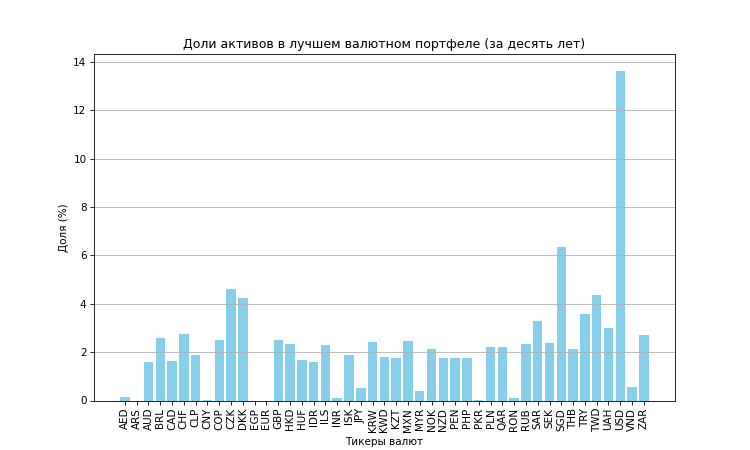 Доли активов в лучшем валютном портфеле (за десять лет)
Доля (%)
14
12
10
8
6
4
2
0
AED ARS AUD BRL CAD CHF CLP CNY COP CZK DKK EGP EUR GBP HKD HUF IDR ILS INR ISK JPY KRW KWD KZT MXN MYR NOK NZD PEN PHP PKR PLN QAR RON RUB SAR SEK SGD THB TRY TWD UAH USD VND ZAR
Тикеры валют